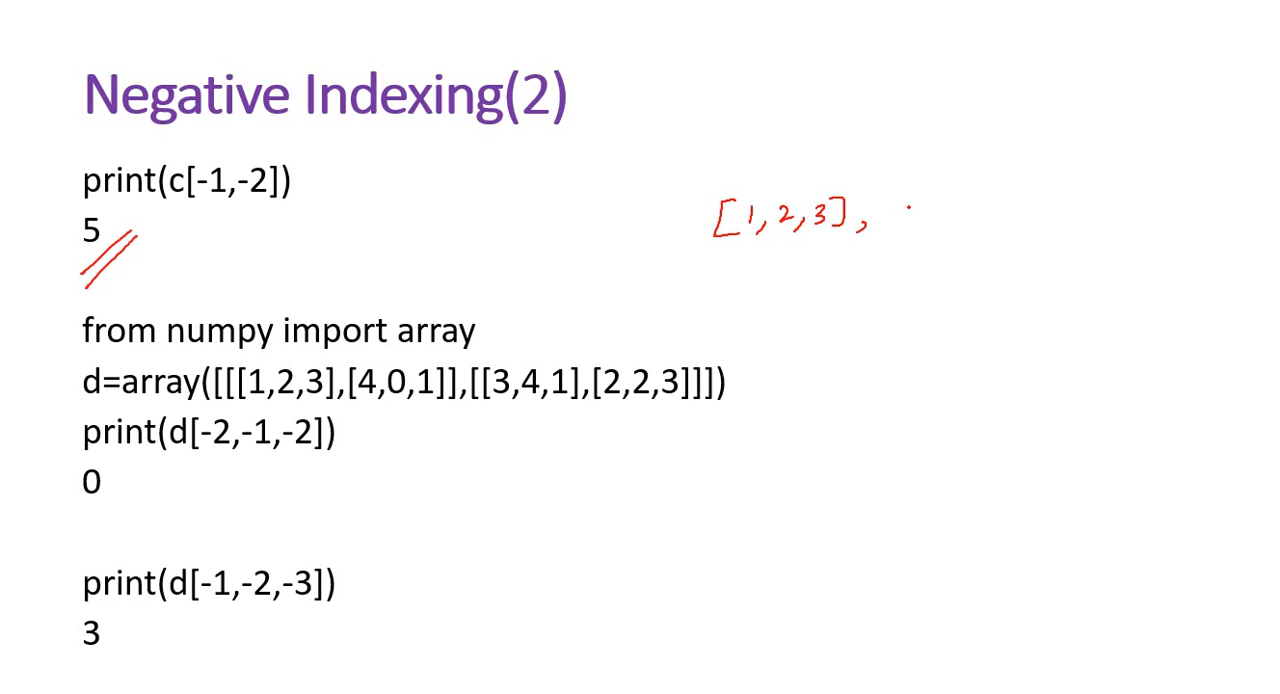 Negative Indexing(2)
print(c[-1,-2])
[1,2,3],
5
from numpy import array
d=array([[[1,2,3],[4,0,1]],[[3,4,1],[2,2,3]]])
print(d[-2,-1,-2])
0
print(d[-1,-2,-3])
3